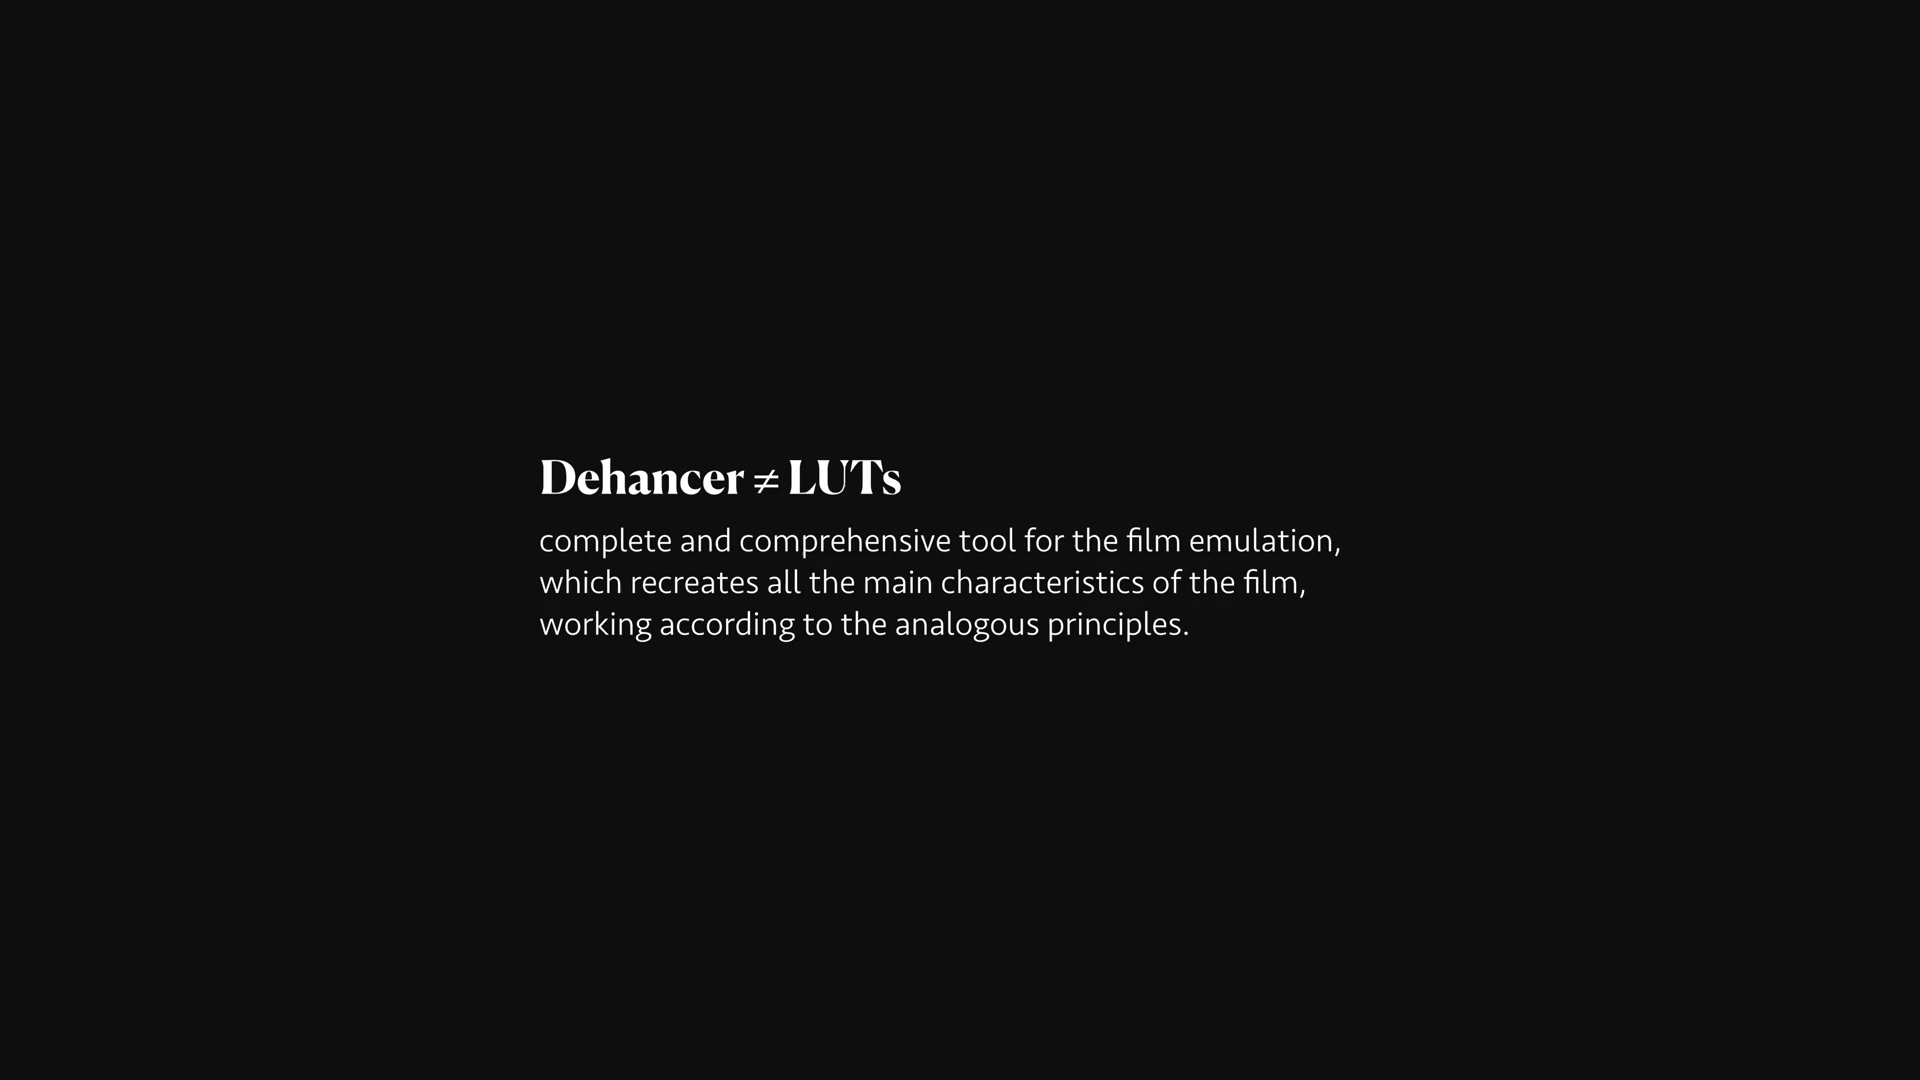 Dehancer ≠ LUTs
complete and comprehensive tool for the film emulation,
which recreates all the main characteristics of the film,
working according to the analogous principles.